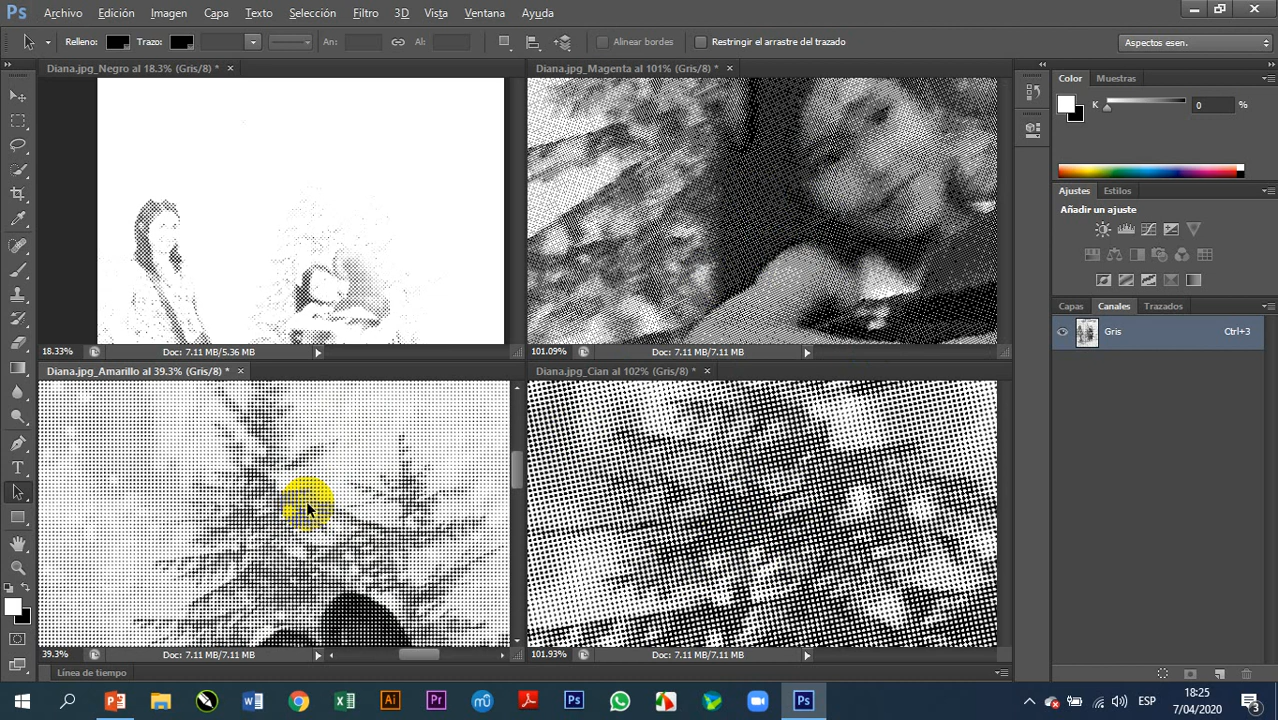 Ps Archivo Edición Imagen Capa Texto Selección Filtro 3D Vista Ventana Ayuda
Relleno: Trazo: An: Al: Alinear bordes Restringir el arrastre del trazado Aspectos esen.
Diana.jpg_Negro al 18.3% (Gris/8) * ×
Diana.jpg_Magenta al 101% (Gris/8) * ×
Color Muestras
K 0 %
Ajustes Estilos
Añadir un ajuste
Capas Canales Trazados
Gris Ctrl+3
18.33% Doc: 7.11 MB/5.36 MB
101.09% Doc: 7.11 MB/7.11 MB
Diana.jpg_Amarillo al 39.3% (Gris/8) * ×
Diana.jpg_Cian al 102% (Gris/8) * ×
39.3% Doc: 7.11 MB/7.11 MB
101.93% Doc: 7.11 MB/7.11 MB
Línea de tiempo
ESP
18:25
7/04/2020
3